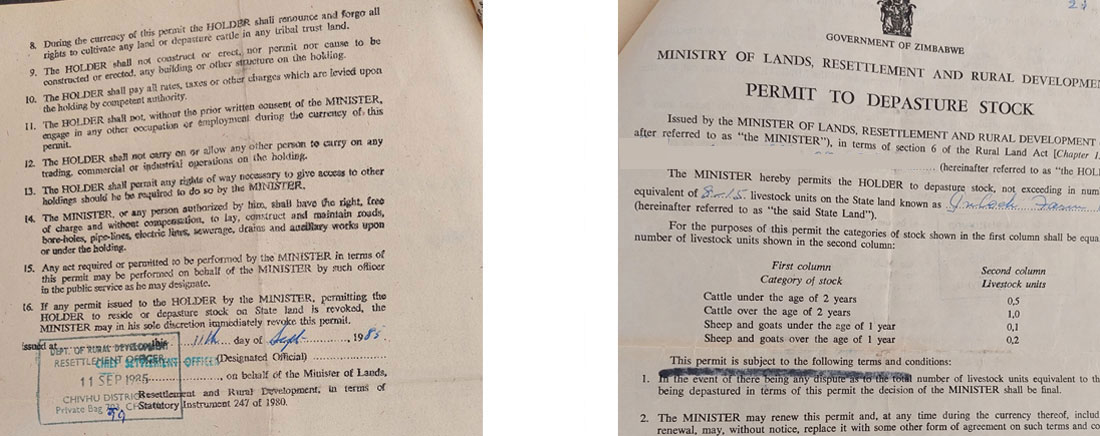 8. During the currency of this permit the HOLDER shall renounce and forgo all
rights to cultivate any land or depasture cattle in any tribal trust land.
9. The HOLDER shall not construct or erect, nor permit nor cause to be
constructed or erected, any building or other structure on the holding.
10. The HOLDER shall pay all rates, taxes or other charges which are levied upon
the holding by competent authority.
11. The HOLDER shall not, without the prior written consent of the MINISTER,
engage in any other occupation or employment during the currency of this
permit.
12. The HOLDER shall not carry on or allow any other person to carry on any
trading, commercial or industrial operations on the holding.
13. The HOLDER shall permit any rights of way necessary to give access to other
holdings should he be required to do so by the MINISTER.
14. The MINISTER, or any person authorized by him, shall have the right, free
of charge and without compensation, to lay, construct and maintain roads,
bore-holes, pipe-lines, electric lines, sewerage, drains and auxiliary works upon
or under the holding.
15. Any act required or permitted to be performed by the MINISTER in terms of
this permit may be performed on behalf of the MINISTER by such officer
in the public service as he may designate.
16. If any permit issued to the HOLDER by the MINISTER, permitting the
HOLDER to reside or depasture stock on State land is revoked, the
MINISTER may in his sole discretion immediately revoke this permit.
Issued at this 11th day of Sept , 1985.
DEPT. OF RURAL DEVELOPMENT
RESETTLEMENT OFFICER
CHIEF SETTLEMENT OFFICER
(Designated Official)
11 SEP 1985
, on behalf of the Minister of Lands,
CHIVHU DISTRICT
Resettlement and Rural Development, in terms of
Private Bag
Statutory Instrument 247 of 1980.
GOVERNMENT OF ZIMBABWE
MINISTRY OF LANDS, RESETTLEMENT AND RURAL DEVELOPME
PERMIT TO DEPASTURE STOCK
Issued by the MINISTER OF LANDS, RESETTLEMENT AND RURAL DEVELOPMENT
after referred to as "the MINISTER"), in terms of section 6 of the Rural Land Act [Chapter 1
(hereinafter referred to as "the HOL
The MINISTER hereby permits the HOLDER to depasture stock, not exceeding in num
equivalent of 8-15 livestock units on the State land known as Farm
(hereinafter referred to as "the said State Land").
For the purposes of this permit the categories of stock shown in the first column shall be equa
number of livestock units shown in the second column:
First column Second column
Category of stock Livestock units
Cattle under the age of 2 years 0,5
Cattle over the age of 2 years 1,0
Sheep and goats under the age of 1 year 0,1
Sheep and goats over the age of 1 year 0,2
This permit is subject to the following terms and conditions:
1. In the event of there being any dispute as to the total number of livestock units equivalent to th
being depastured in terms of this permit the decision of the MINISTER shall be final.
2. The MINISTER may renew this permit and, at any time during the currency thereof, includ
renewal, may, without notice, replace it with some other form of agreement on such terms and co